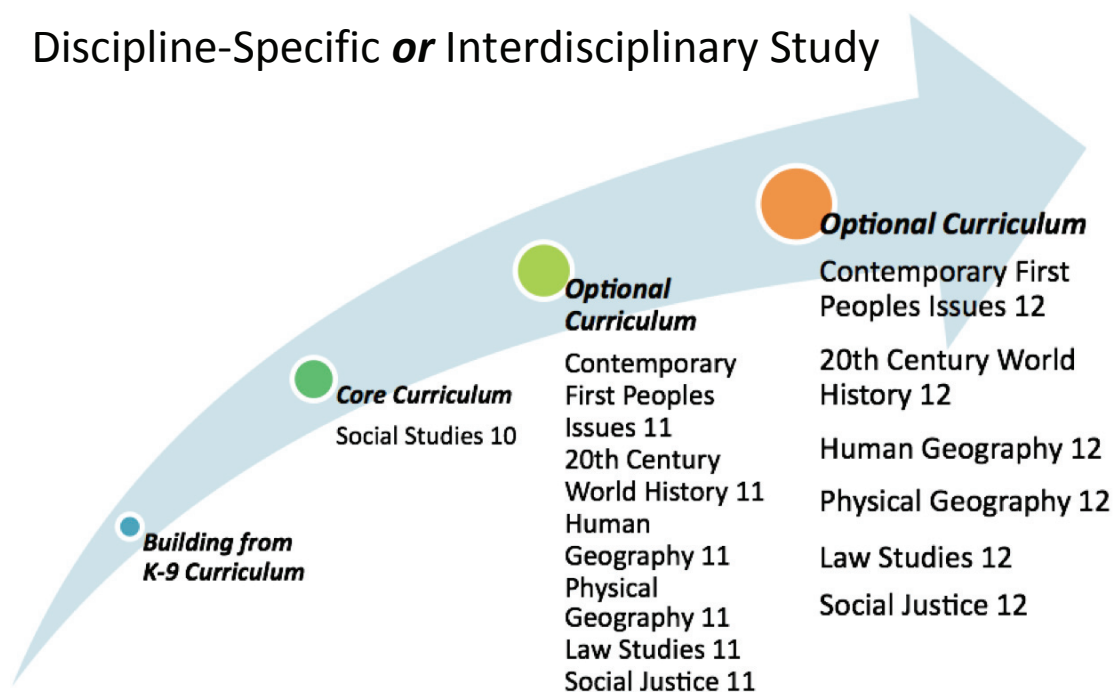 Discipline-Specific or Interdisciplinary Study
Building from
K-9 Curriculum
Core Curriculum
Social Studies 10
Optional
Curriculum
Contemporary
First Peoples
Issues 11
20th Century
World History 11
Human
Geography 11
Physical
Geography 11
Law Studies 11
Social Justice 11
Optional Curriculum
Contemporary First
Peoples Issues 12
20th Century World
History 12
Human Geography 12
Physical Geography 12
Law Studies 12
Social Justice 12